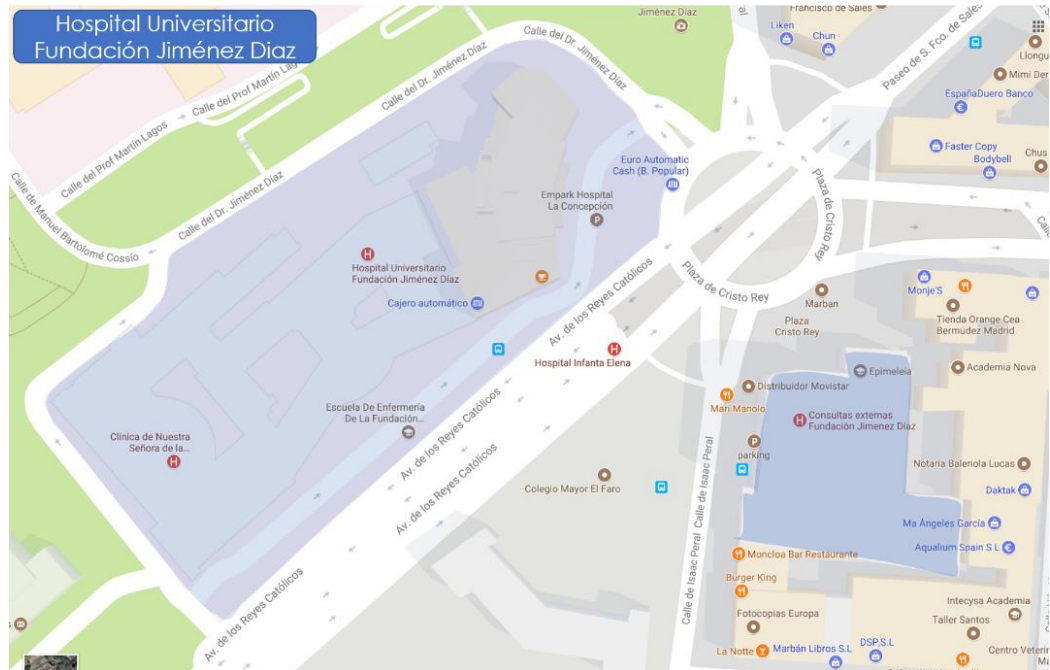 Hospital Universitario
Fundación Jiménez Diaz
Jiménez Díaz
Francisco de Sales
Liken
Chun
Paseo de S. Fco. de Sales
Mimi Der
EspañaDuero Banco
Faster Copy
Bodybell
Chus
Calle del Dr. Jiménez Díaz
Calle del Dr. Jiménez Díaz
Calle del Prof Martín Lagos
Calle del Prof Martín Lagos
Calle de Manuel Bartolomé Cossío
Calle del Dr. Jiménez Díaz
Euro Automatic
Cash (B. Popular)
Empark Hospital
La Concepción
P
Plaza de Cristo Rey
Plaza de Cristo Rey
H
Hospital Universitario
Fundación Jiménez Díaz
Cajero automático
Av. de los Reyes Católicos
Marban
Plaza
Cristo Rey
Monje'S
Tienda Orange Cea
Bermúdez Madrid
H
Hospital Infanta Elena
Epimeleia
Academia Nova
Distribuidor Movistar
Mari Manolo
H
Consultas externas
Fundación Jimenez Díaz
Escuela De Enfermería
De La Fundación...
Av. de los Reyes Católicos
Av. de los Reyes Católicos
Clinica de Nuestra
Señora de la...
H
P
parking
Calle de Isaac Peral
Calle de Isaac Peral
Colegio Mayor El Faro
Notaría Baleriola Lucas
Daktak
Ma Ángeles García
Aqualium Spain S L
Moncloa Bar Restaurante
Burger King
Fotocopias Europa
Intecysa Academia
Taller Santos
Av. de los Reyes Católicos
La Notte
Marbán Libros S.L
DSP,S.L
Centro Veterin